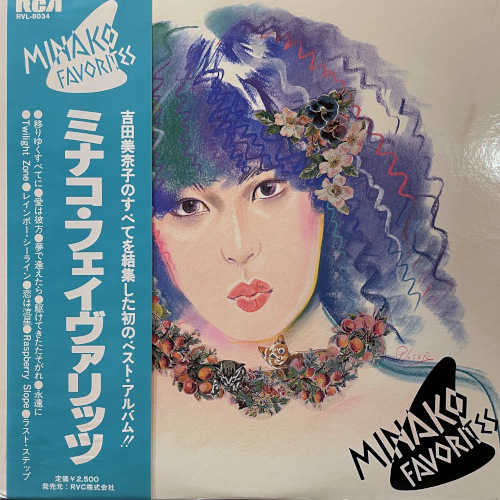 RCA
RVL-8034
MINAKO
FAVORITES
ミナコ・フェイヴァリッツ
吉田美奈子のすべてを結集した初のベスト・アルバム!!
●移りゆくすべてに●愛は彼方●夢で逢えたら●駆けてきたたそがれ●永遠に
●Twilight Zone●レインボー・シーライン●恋は流星●Raspberry Slope●ラスト・ステップ
定価¥2,500
発売元:RVC株式会社
PATER
MINAKO
FAVORITES